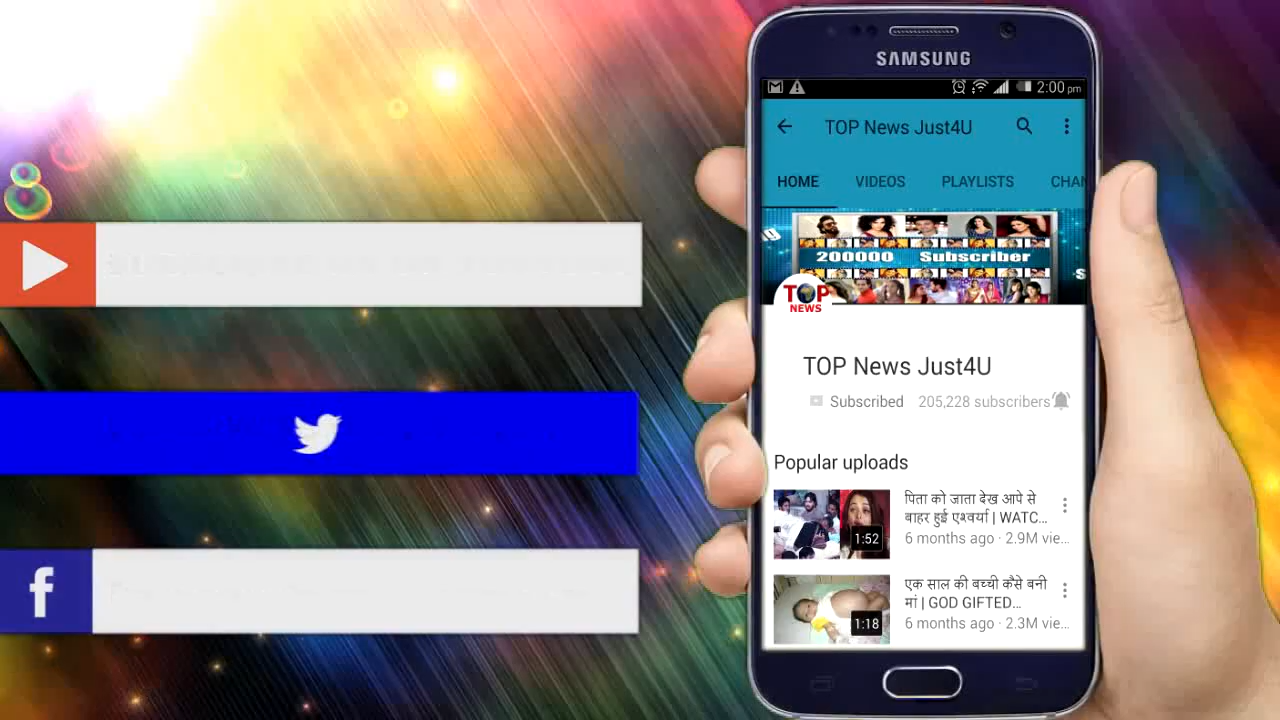 SAMSUNG
2:00 pm
TOP News Just4U
HOME VIDEOS PLAYLISTS CHAN
200000 Subscriber
TOP
NEWS
TOP News Just4U
Subscribed 205,228 subscribers
Popular uploads
पिता को जाता देख आपे से
बाहर हुई एश्वर्या | WATC...
1:52
6 months ago · 2.9M vie...
एक साल की बच्ची कैसे बनी
मां | GOD GIFTED...
1:18
6 months ago · 2.3M vie...